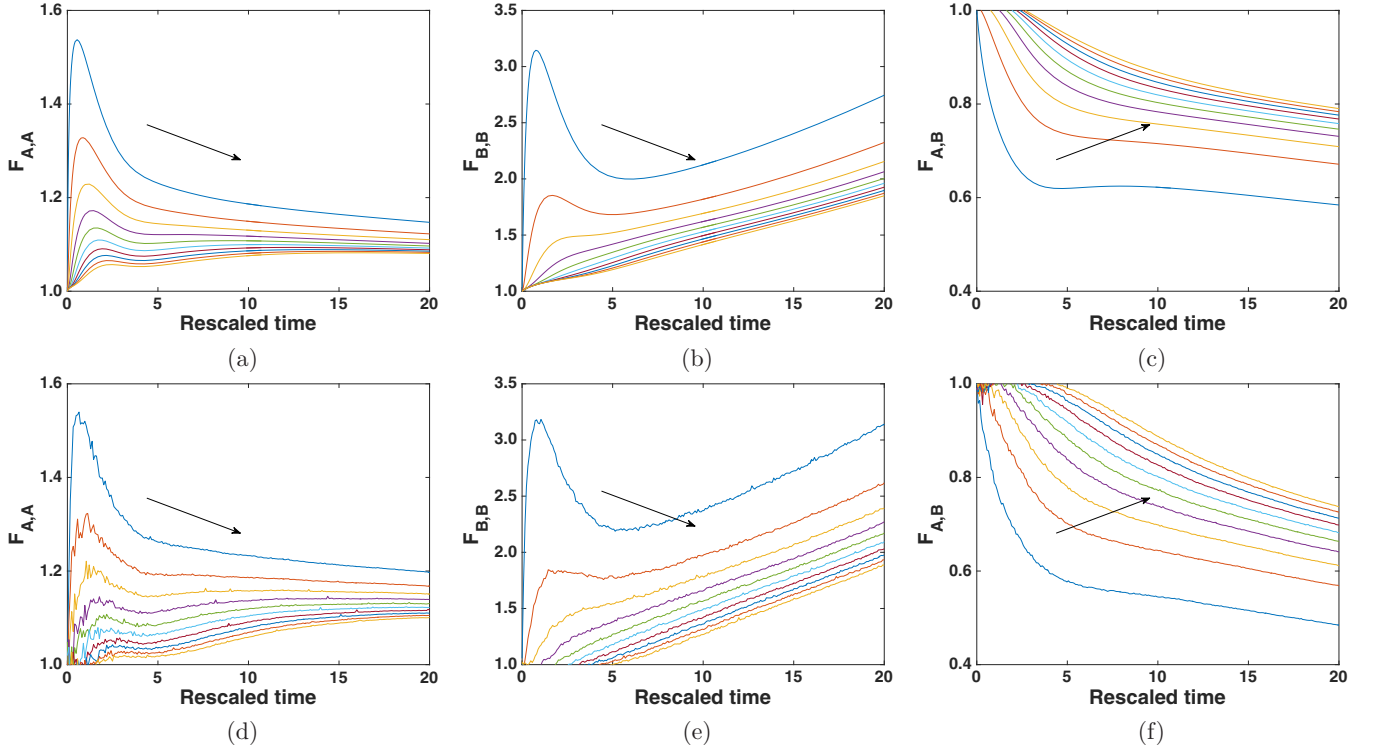 1.6
1.4
1.2
1.0
F_{A,A}
0 5 10 15 20
Rescaled time
(a)
3.5
3.0
2.5
2.0
1.5
1.0
F_{B,B}
0 5 10 15 20
Rescaled time
(b)
1.0
0.8
0.6
0.4
F_{A,B}
0 5 10 15 20
Rescaled time
(c)
1.6
1.4
1.2
1.0
F_{A,A}
0 5 10 15 20
Rescaled time
(d)
3.5
3.0
2.5
2.0
1.5
1.0
F_{B,B}
0 5 10 15 20
Rescaled time
(e)
1.0
0.8
0.6
0.4
F_{A,B}
0 5 10 15 20
Rescaled time
(f)